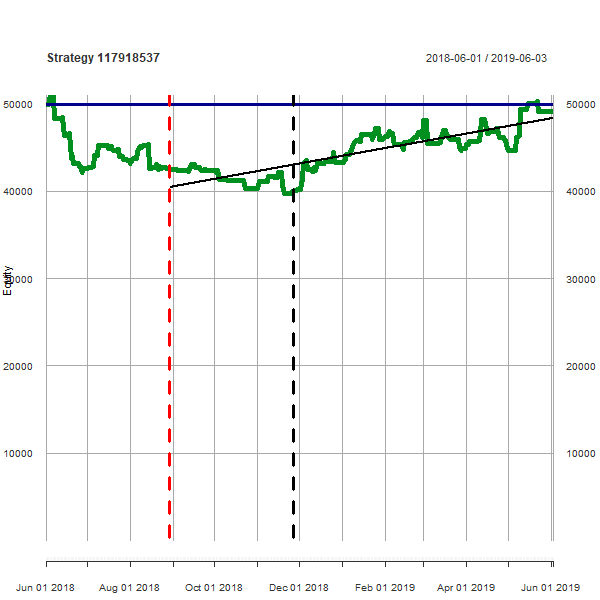 Strategy 117918537
2018-06-01 / 2019-06-03
50000 50000
40000 40000
30000 30000
20000 20000
10000 10000
Equity
Jun 01 2018 Aug 01 2018 Oct 01 2018 Dec 01 2018 Feb 01 2019 Apr 01 2019 Jun 01 2019